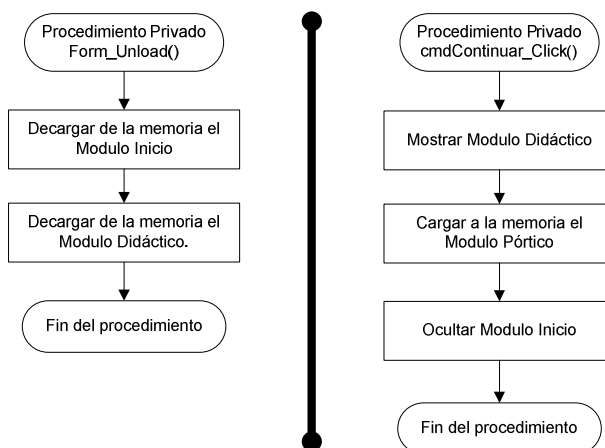 Procedimiento Privado
Form_Unload()
Decargar de la memoria el
Modulo Inicio
Decargar de la memoria el
Modulo Didáctico.
Fin del procedimiento
Procedimiento Privado
cmdContinuar_Click()
Mostrar Modulo Didáctico
Cargar a la memoria el
Modulo Pórtico
Ocultar Modulo Inicio
Fin del procedimiento